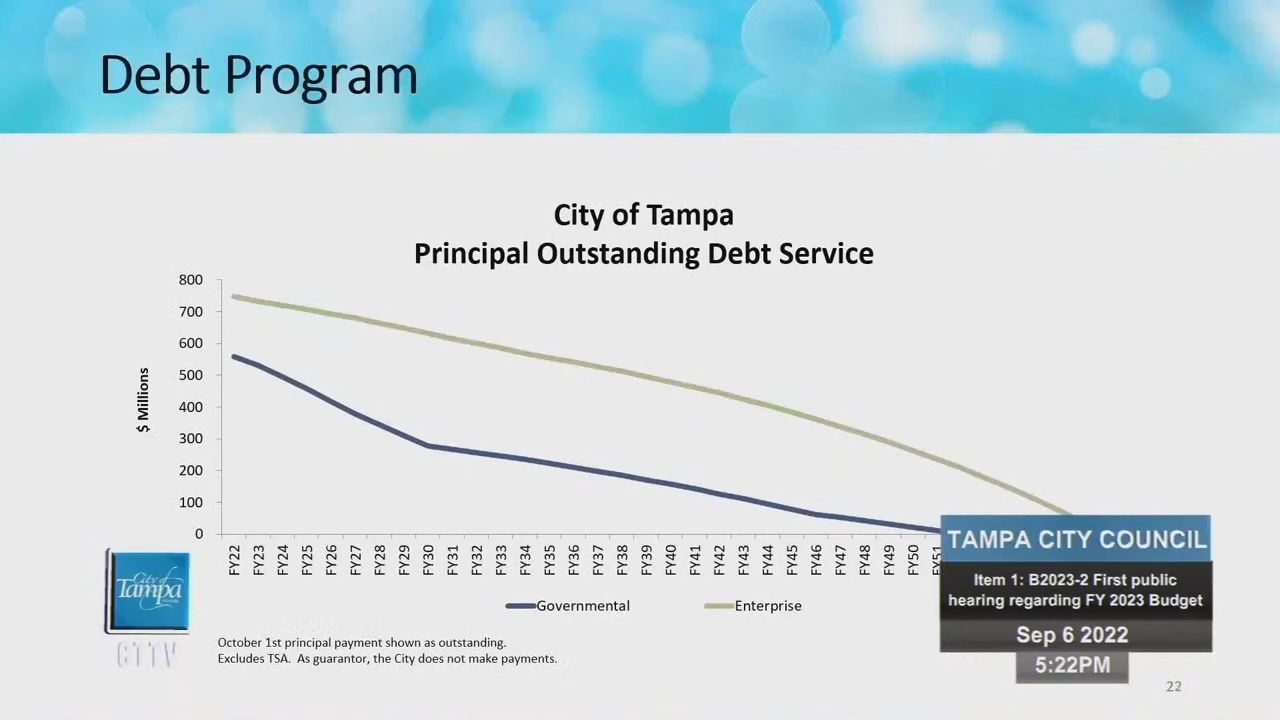 Debt Program
City of Tampa
Principal Outstanding Debt Service
800
700
600
500
400
300
200
100
0
$ Millions
FY22
FY23
FY24
FY25
FY26
FY27
FY28
FY29
FY30
FY31
FY32
FY33
FY34
FY35
FY36
FY37
FY38
FY39
FY40
FY41
FY42
FY43
FY44
FY45
FY46
FY47
FY48
FY49
FY50
FY51
Governmental
Enterprise
October 1st principal payment shown as outstanding.
Excludes TSA. As guarantor, the City does not make payments.
City of
Tampa
CTTV
TAMPA CITY COUNCIL
Item 1: B2023-2 First public
hearing regarding FY 2023 Budget
Sep 6 2022
5:22PM
22